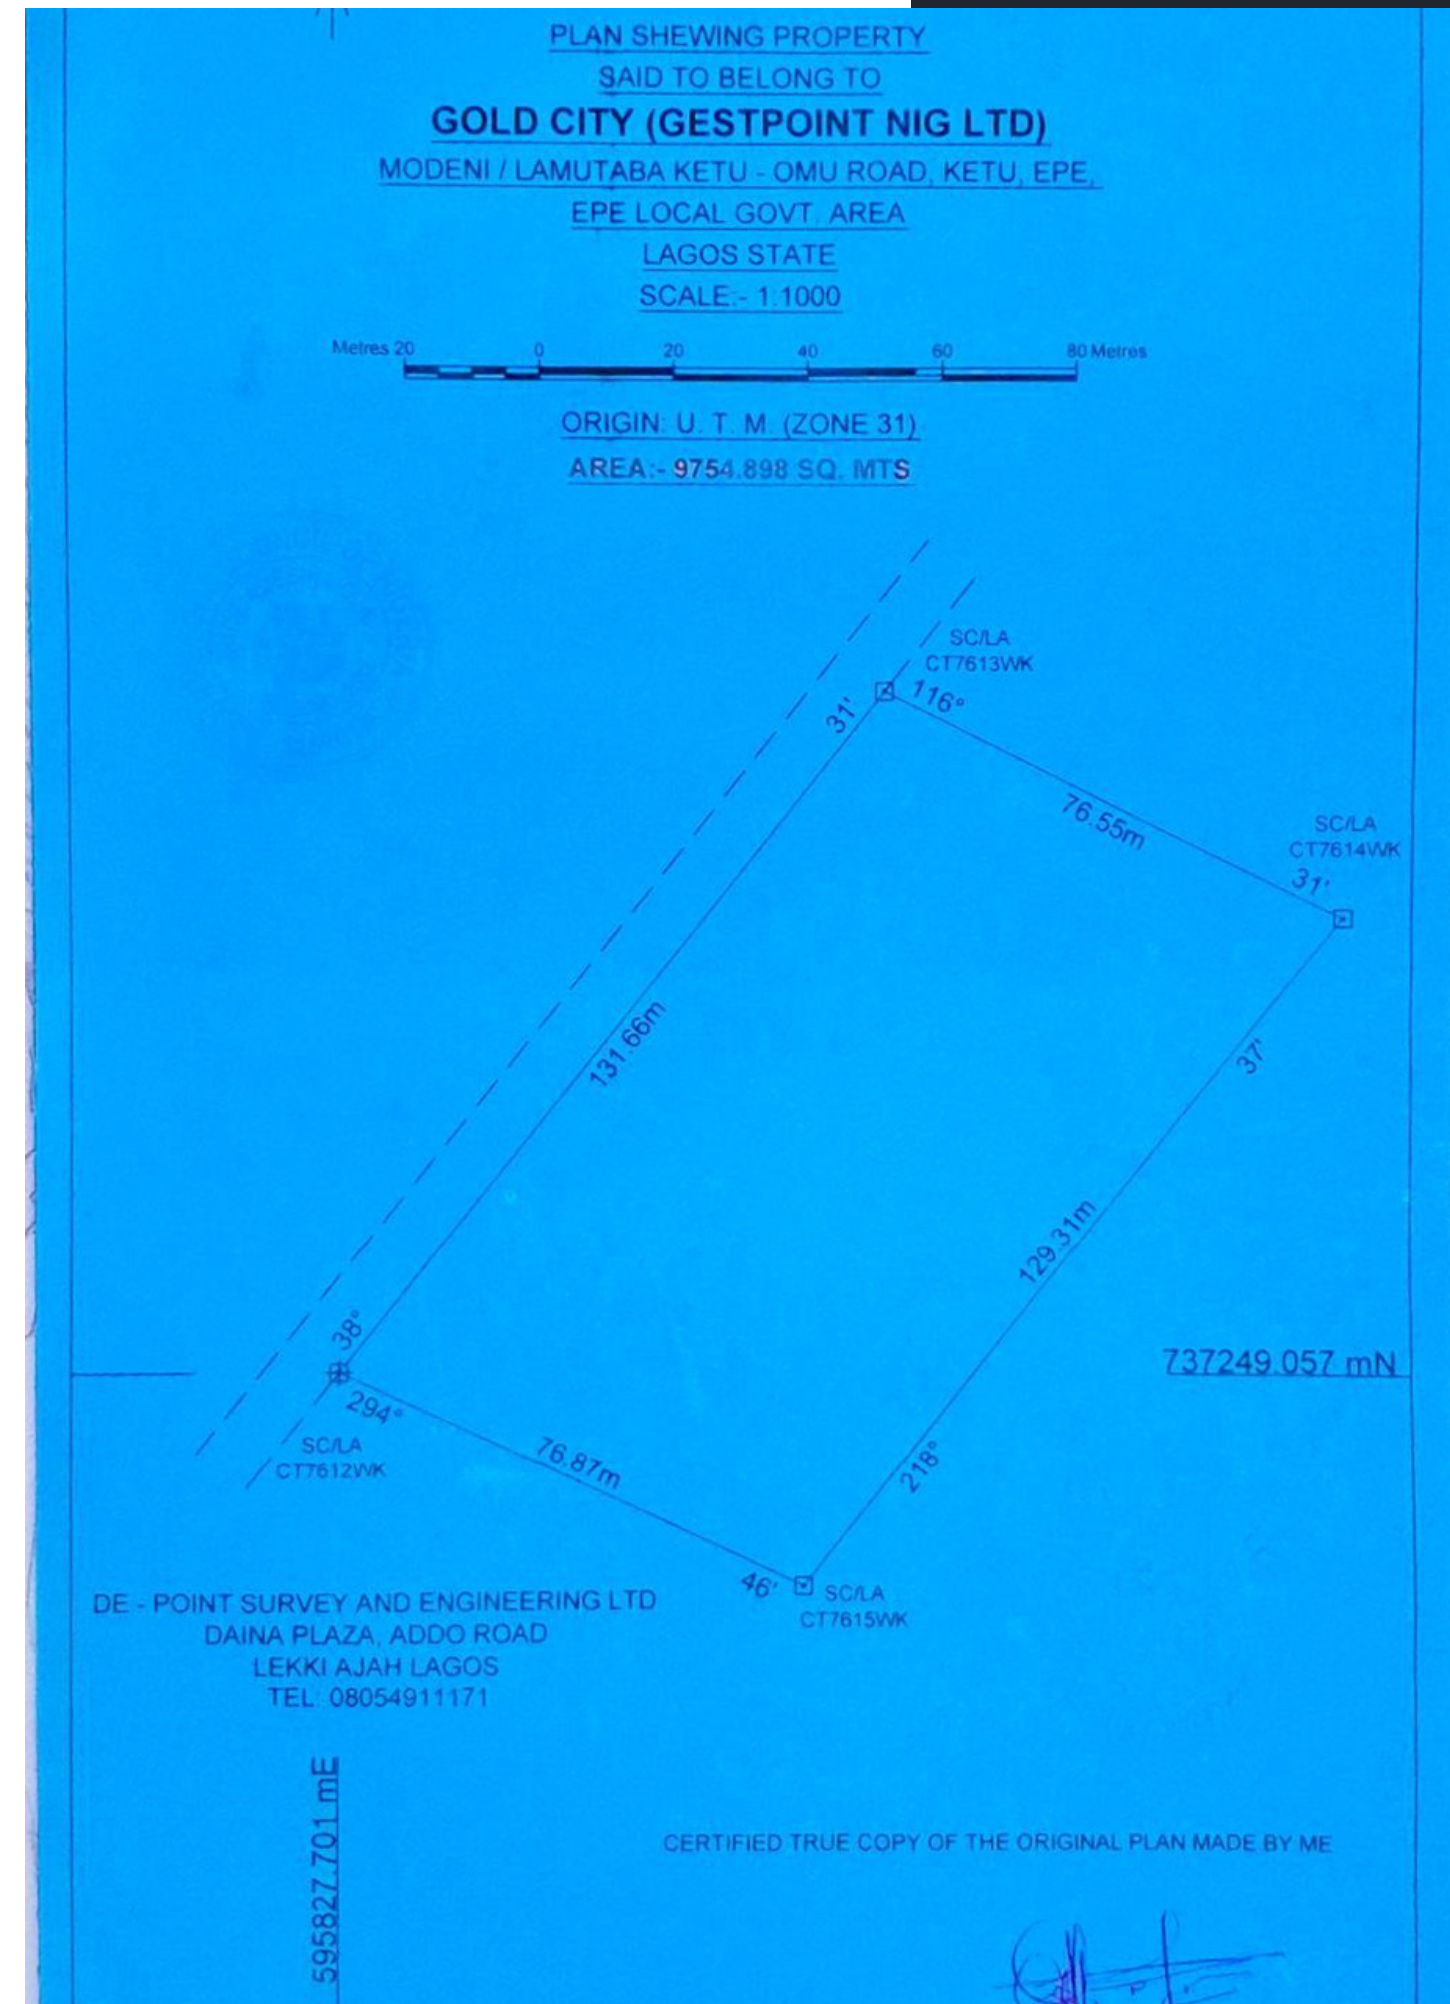 PLAN SHEWING PROPERTY
SAID TO BELONG TO
GOLD CITY (GESTPOINT NIG LTD)
MODENI / LAMUTABA KETU - OMU ROAD, KETU, EPE,
EPE LOCAL GOVT. AREA
LAGOS STATE
SCALE:- 1:1000
Metres 20 0 20 40 60 80 Metres
ORIGIN: U. T. M. (ZONE 31)
AREA:- 9754.898 SQ. MTS
SC/LA
CT7613WK
31'
116°
76.55m
SC/LA
CT7614WK
31'
131.66m
37'
129.31m
38°
737249.057 mN
294°
SC/LA
CT7612WK
76.87m
218°
46'
SC/LA
CT7615WK
DE - POINT SURVEY AND ENGINEERING LTD
DAINA PLAZA, ADDO ROAD
LEKKI AJAH LAGOS
TEL: 08054911171
595827.701 mE
CERTIFIED TRUE COPY OF THE ORIGINAL PLAN MADE BY ME